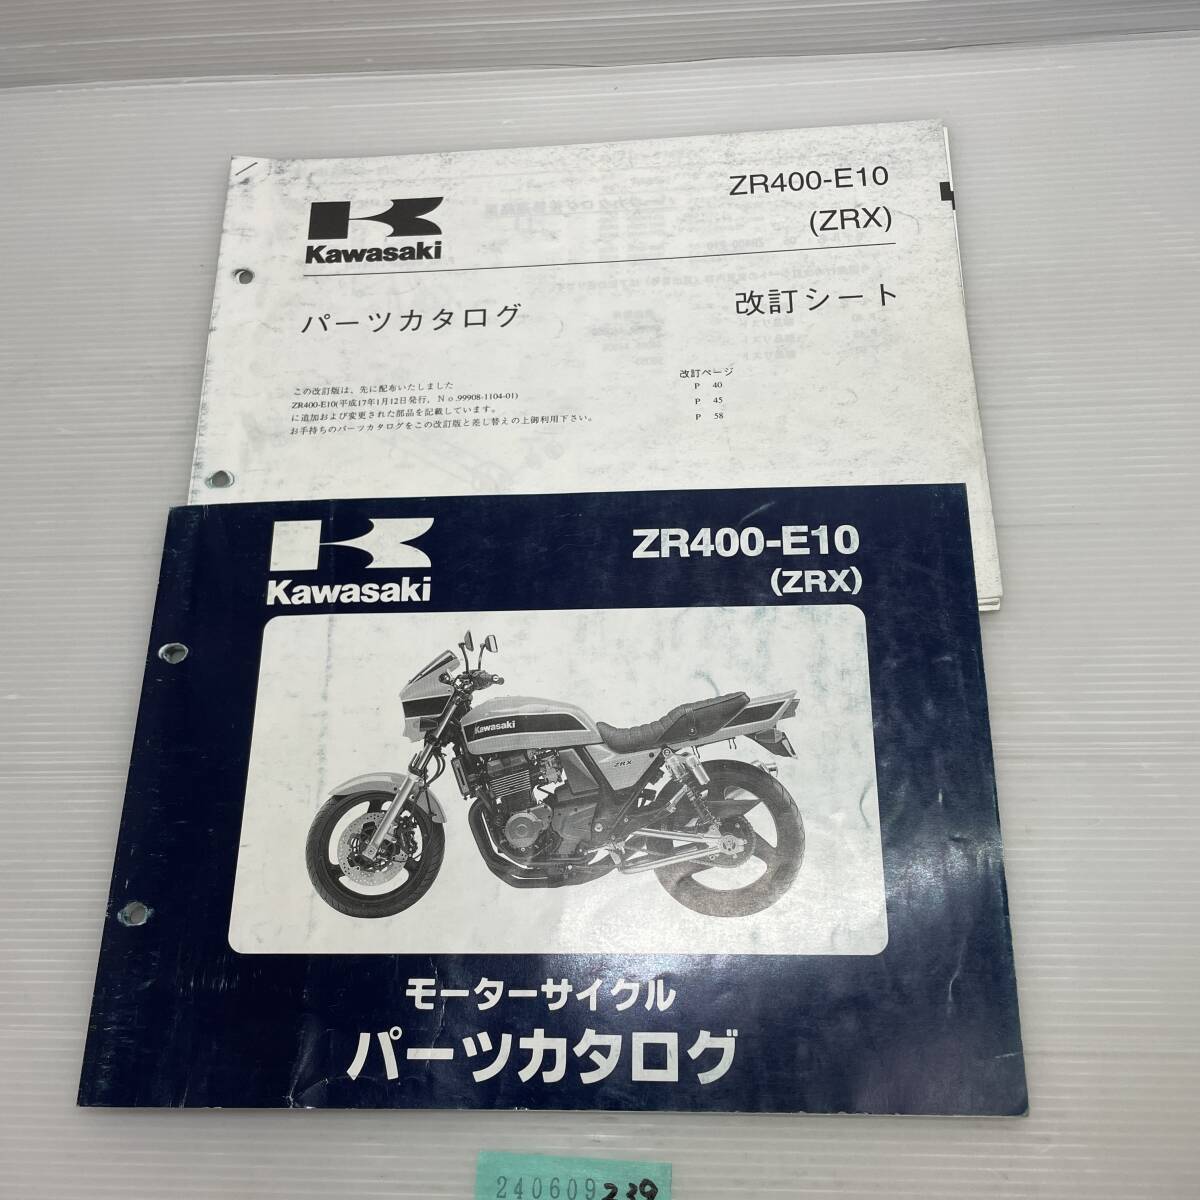 ZR400-E10
(ZRX)
Kawasaki
パーツカタログ
改訂シート
この改訂版は、先に配布いたしました
ZR400-E10(平成17年1月12日発行, No.99908-1104-01)
に追加および変更された部品を記載しています。
お手持ちのパーツカタログをこの改訂版と差し替えの上御利用下さい。
改訂ページ
P 40
P 45
P 58
Kawasaki
ZR400-E10
(ZRX)
Kawasaki
ZRX
モーターサイクル
パーツカタログ
240609239